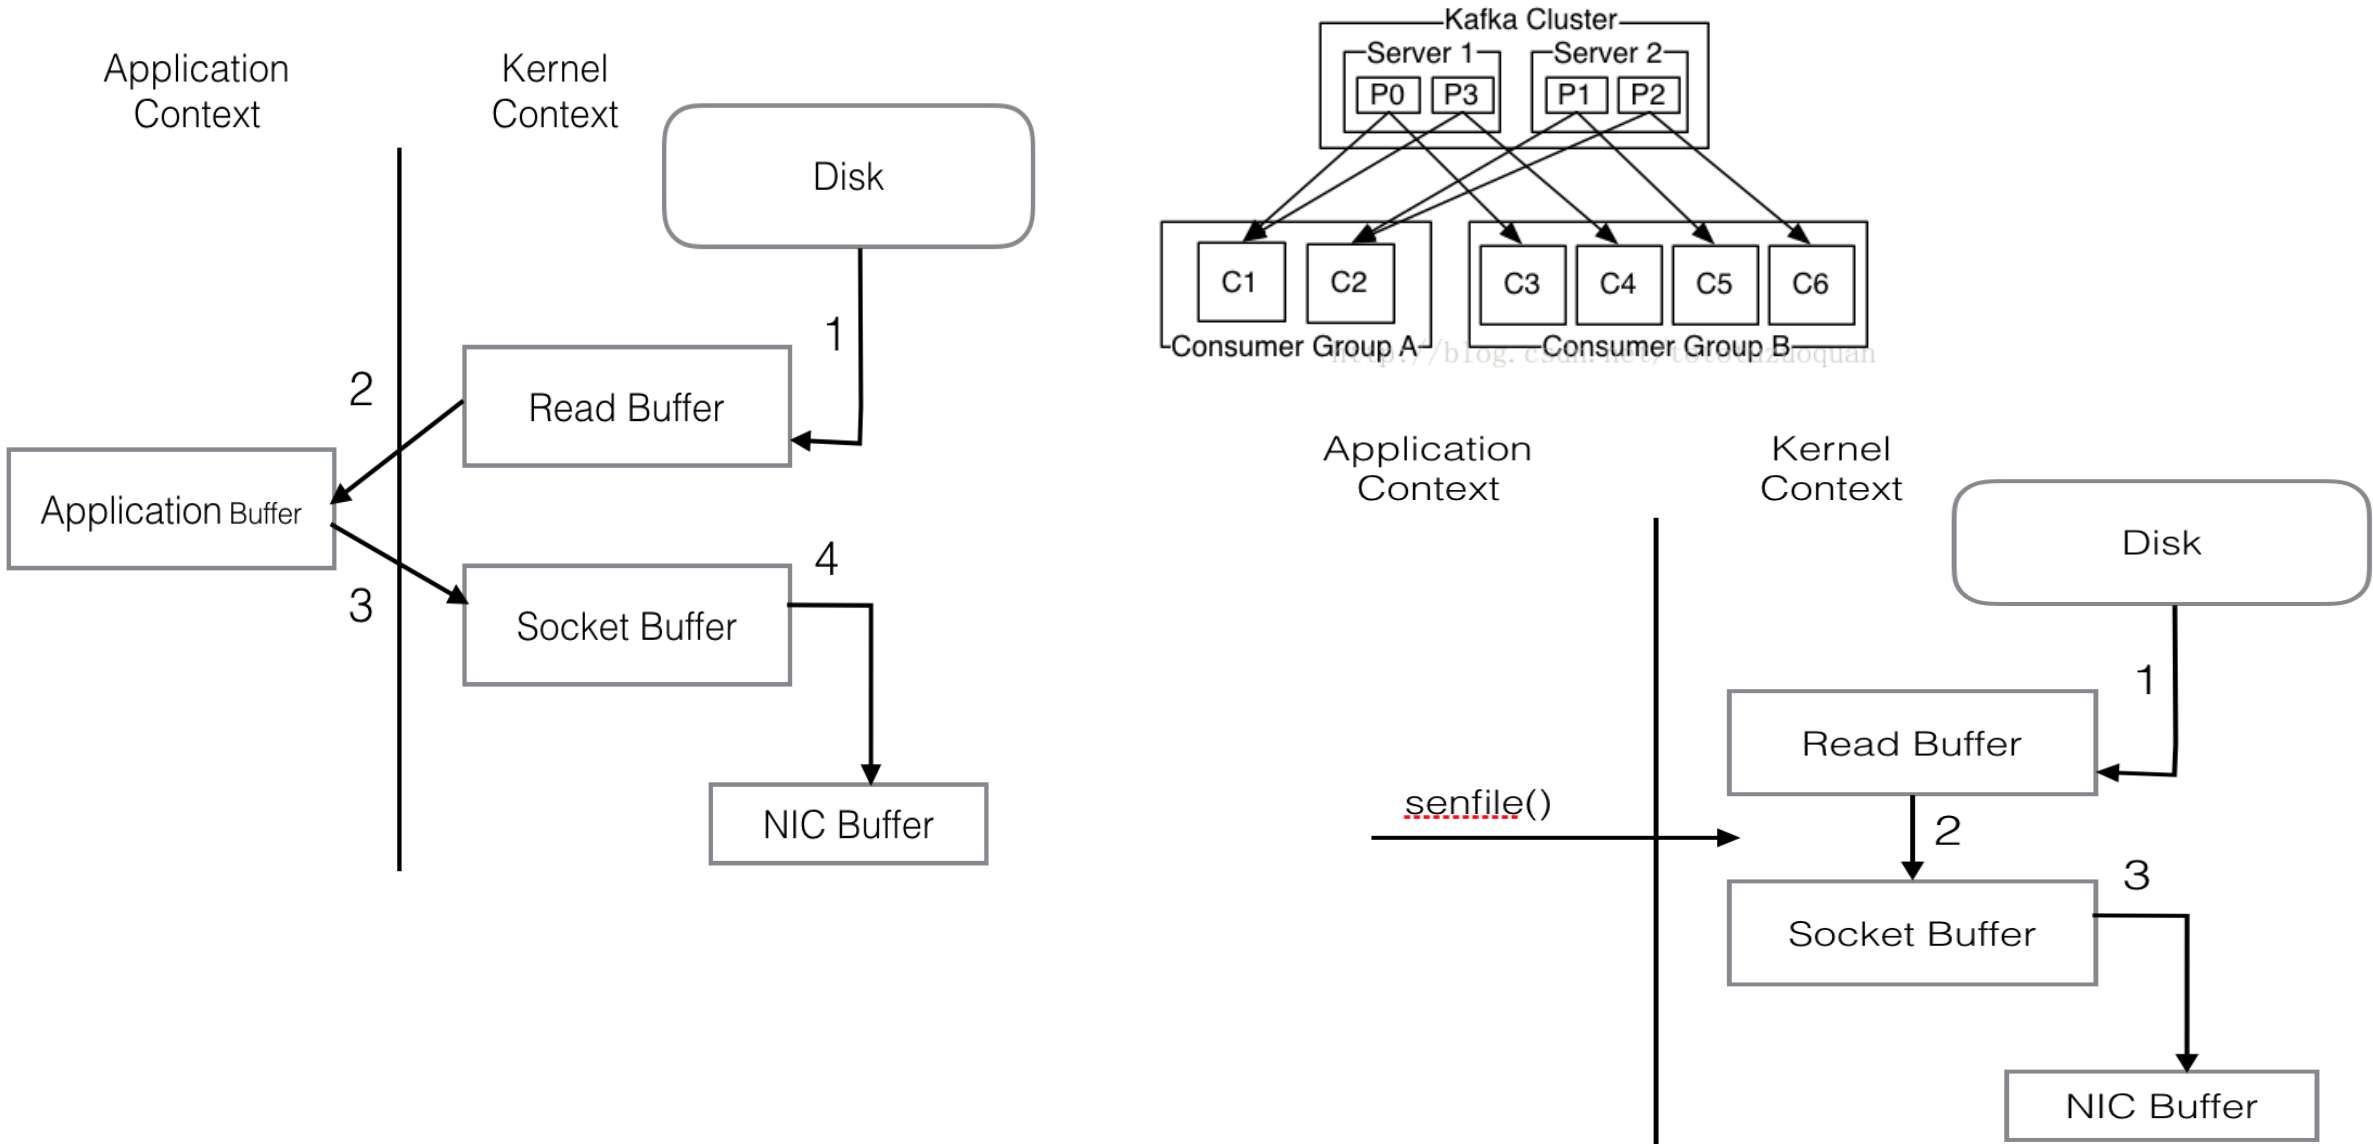 Application
Context
Kernel
Context
Disk
1
2
Read Buffer
Application Buffer
3
4
Socket Buffer
NIC Buffer
Kafka Cluster
Server 1
Server 2
P0
P3
P1
P2
C1
C2
C3
C4
C5
C6
Consumer Group A
Consumer Group B
Application
Context
Kernel
Context
Disk
1
Read Buffer
senfile()
2
3
Socket Buffer
NIC Buffer